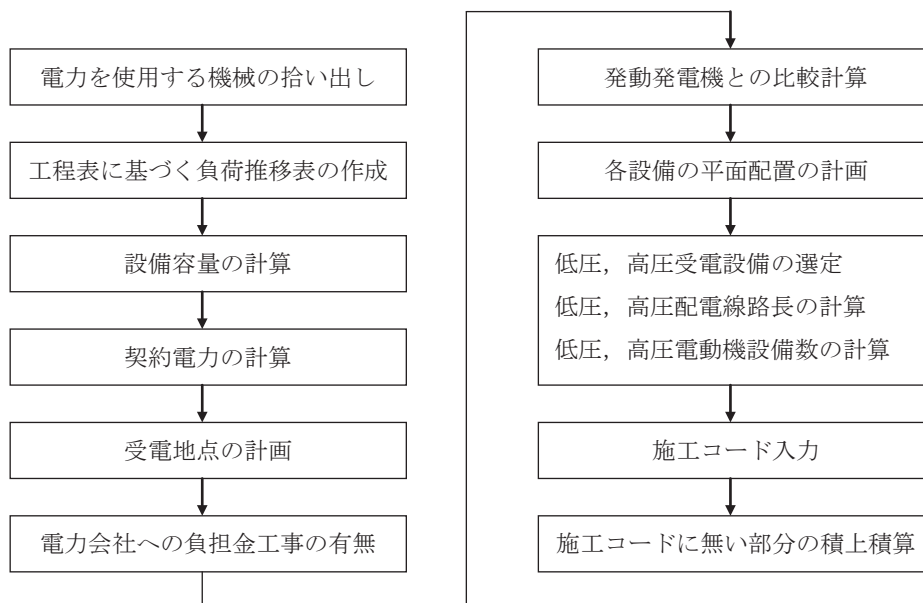 電力を使用する機械の拾い出し
工程表に基づく負荷推移表の作成
設備容量の計算
契約電力の計算
受電地点の計画
電力会社への負担金工事の有無
発動発電機との比較計算
各設備の平面配置の計画
低圧，高圧受電設備の選定
低圧，高圧配電線路長の計算
低圧，高圧電動機設備数の計算
施工コード入力
施工コードに無い部分の積上積算